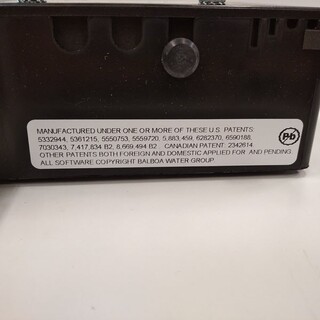 MANUFACTURED UNDER ONE OR MORE OF THESE U.S. PATENTS:
5332944, 5361215, 5550753, 5559720, 5,883,459, 6282370, 6590188,
7030343, 7,417,834 B2, 8,669,494 B2, CANADIAN PATENT: 2342614
OTHER PATENTS BOTH FOREIGN AND DOMESTIC APPLIED FOR AND PENDING.
ALL SOFTWARE COPYRIGHT BALBOA WATER GROUP.
Pb